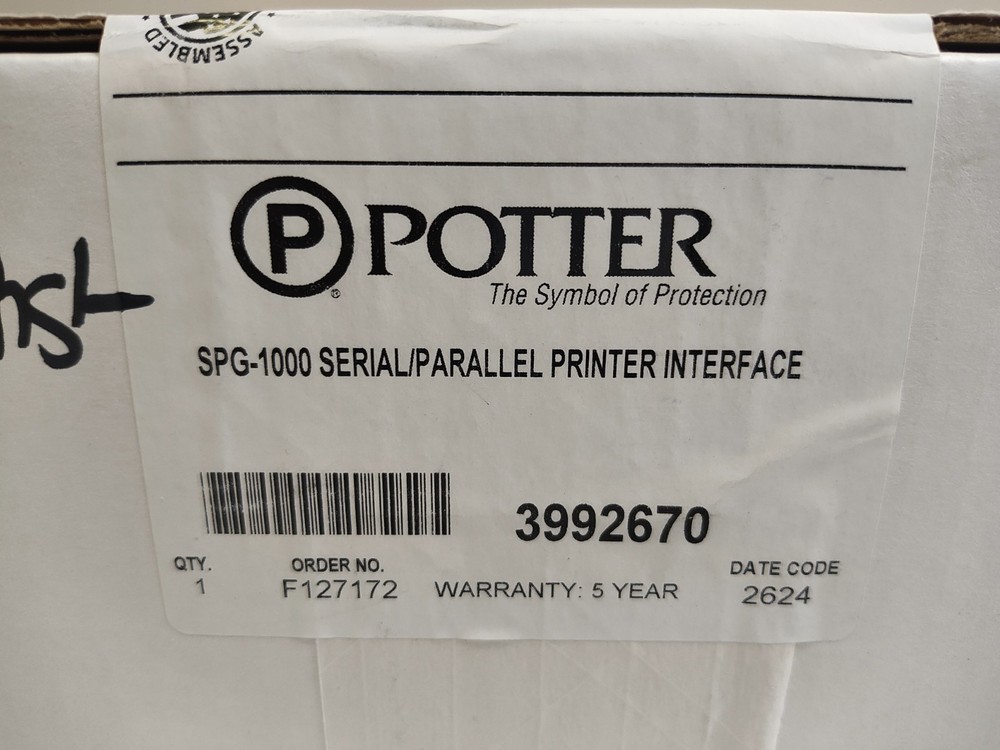 ASSEMBLED
P POTTER
®
The Symbol of Protection
SPG-1000 SERIAL/PARALLEL PRINTER INTERFACE
3992670
QTY. ORDER NO. DATE CODE
1 F127172 WARRANTY: 5 YEAR 2624